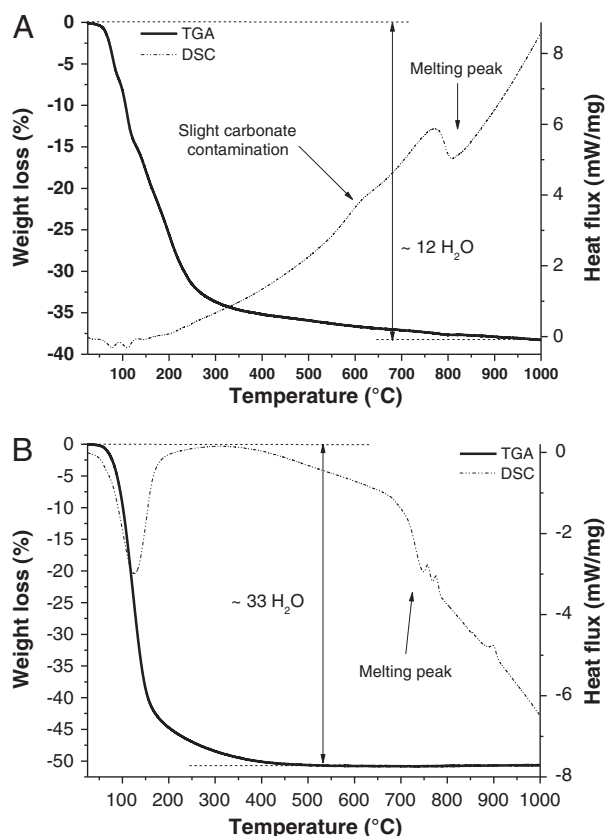 A
TGA
DSC
Melting peak
Slight carbonate
contamination
~ 12 H₂O
Weight loss (%)
0
-5
-10
-15
-20
-25
-30
-35
-40
Heat flux (mW/mg)
8
6
4
2
0
100 200 300 400 500 600 700 800 900 1000
Temperature (°C)
B
TGA
DSC
~ 33 H₂O
Melting peak
Weight loss (%)
0
-5
-10
-15
-20
-25
-30
-35
-40
-45
-50
Heat flux (mW/mg)
0
-2
-4
-6
-8
100 200 300 400 500 600 700 800 900 1000
Temperature (°C)